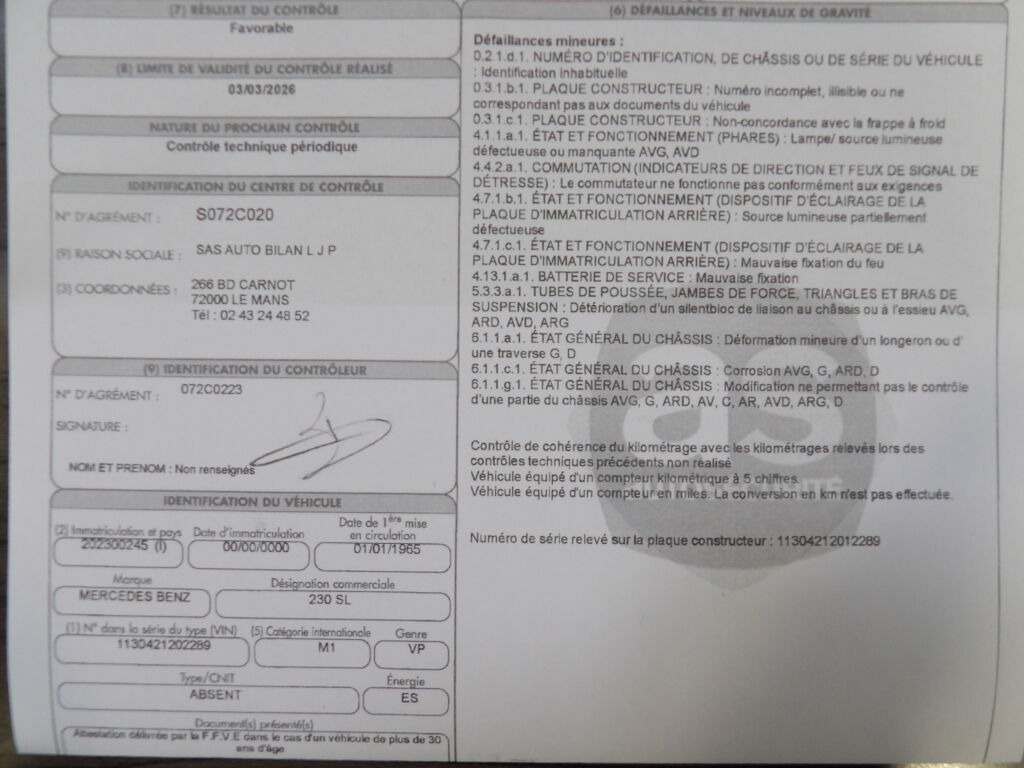 (7) RÉSULTAT DU CONTRÔLE
Favorable
(8) LIMITE DE VALIDITÉ DU CONTRÔLE RÉALISÉ
03/03/2026
NATURE DU PROCHAIN CONTRÔLE
Contrôle technique périodique
IDENTIFICATION DU CENTRE DE CONTRÔLE
N° D'AGRÉMENT : S072C020
(9) RAISON SOCIALE : SAS AUTO BILAN L J P
(3) COORDONNÉES : 266 BD CARNOT
72000 LE MANS
Tél : 02 43 24 48 52
(9) IDENTIFICATION DU CONTRÔLEUR
N° D'AGRÉMENT : 072C0223
SIGNATURE :
NOM ET PRENOM : Non renseignés
IDENTIFICATION DU VÉHICULE
(2) Immatriculation et pays Date d'immatriculation Date de 1ère mise
en circulation
202300245 (I) 00/00/0000 01/01/1965
Marque Désignation commerciale
MERCEDES BENZ 230 SL
(1) N° dans la série du type (VIN) (5) Catégorie internationale Genre
1130421202289 M1 VP
Type/CNIT Énergie
ABSENT ES
Document(s) présenté(s)
Attestation délivrée par la F.F.V.E dans le cas d'un véhicule de plus de 30
ans d'âge
(6) DÉFAILLANCES ET NIVEAUX DE GRAVITÉ
Défaillances mineures :
0.2.1.d.1. NUMÉRO D'IDENTIFICATION, DE CHÂSSIS OU DE SÉRIE DU VÉHICULE
: Identification inhabituelle
0.3.1.b.1. PLAQUE CONSTRUCTEUR : Numéro incomplet, illisible ou ne
correspondant pas aux documents du véhicule
0.3.1.c.1. PLAQUE CONSTRUCTEUR : Non-concordance avec la frappe à froid
4.1.1.a.1. ÉTAT ET FONCTIONNEMENT (PHARES) : Lampe/ source lumineuse
défectueuse ou manquante AVG, AVD
4.4.2.a.1. COMMUTATION (INDICATEURS DE DIRECTION ET FEUX DE SIGNAL DE
DÉTRESSE) : Le commutateur ne fonctionne pas conformément aux exigences
4.7.1.b.1. ÉTAT ET FONCTIONNEMENT (DISPOSITIF D'ÉCLAIRAGE DE LA
PLAQUE D'IMMATRICULATION ARRIÈRE) : Source lumineuse partiellement
défectueuse
4.7.1.c.1. ÉTAT ET FONCTIONNEMENT (DISPOSITIF D'ÉCLAIRAGE DE LA
PLAQUE D'IMMATRICULATION ARRIÈRE) : Mauvaise fixation du feu
4.13.1.a.1. BATTERIE DE SERVICE : Mauvaise fixation
5.3.3.a.1. TUBES DE POUSSÉE, JAMBES DE FORCE, TRIANGLES ET BRAS DE
SUSPENSION : Détérioration d'un silentbloc de liaison au châssis ou à l'essieu AVG,
ARD, AVD, ARG
6.1.1.a.1. ÉTAT GÉNÉRAL DU CHÂSSIS : Déformation mineure d'un longeron ou d'
une traverse G, D
6.1.1.c.1. ÉTAT GÉNÉRAL DU CHÂSSIS : Corrosion AVG, G, ARD, D
6.1.1.g.1. ÉTAT GÉNÉRAL DU CHÂSSIS : Modification ne permettant pas le contrôle
d'une partie du châssis AVG, G, ARD, AV, C, AR, AVD, ARG, D
Contrôle de cohérence du kilométrage avec les kilométrages relevés lors des
contrôles techniques précédents non réalisé
Véhicule équipé d'un compteur kilométrique à 5 chiffres.
Véhicule équipé d'un compteur en miles. La conversion en km n'est pas effectuée.
Numéro de série relevé sur la plaque constructeur : 11304212012289